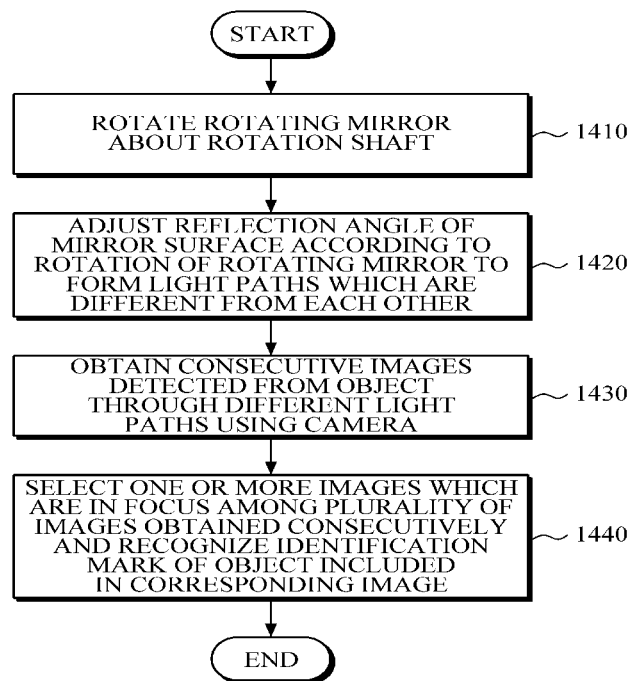 START
ROTATE ROTATING MIRROR
ABOUT ROTATION SHAFT
1410
ADJUST REFLECTION ANGLE OF
MIRROR SURFACE ACCORDING TO
ROTATION OF ROTATING MIRROR TO
FORM LIGHT PATHS WHICH ARE
DIFFERENT FROM EACH OTHER
1420
OBTAIN CONSECUTIVE IMAGES
DETECTED FROM OBJECT
THROUGH DIFFERENT LIGHT
PATHS USING CAMERA
1430
SELECT ONE OR MORE IMAGES WHICH
ARE IN FOCUS AMONG PLURALITY OF
IMAGES OBTAINED CONSECUTIVELY
AND RECOGNIZE IDENTIFICATION
MARK OF OBJECT INCLUDED
IN CORRESPONDING IMAGE
1440
END